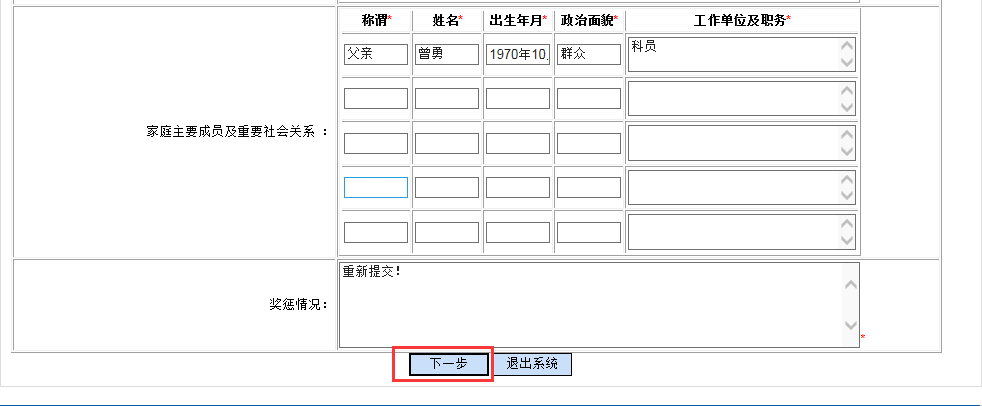 称谓* 姓名* 出生年月* 政治面貌* 工作单位及职务*
父亲 曾勇 1970年10. 群众 科员
家庭主要成员及重要社会关系 ：
奖惩情况： 重新提交！ *
下一步 退出系统